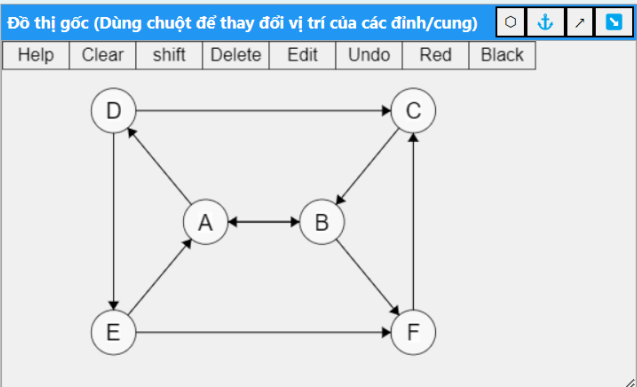 Đồ thị gốc (Dùng chuột để thay đổi vị trí của các đỉnh/cung)
Help Clear shift Delete Edit Undo Red Black
D C
A B
E F